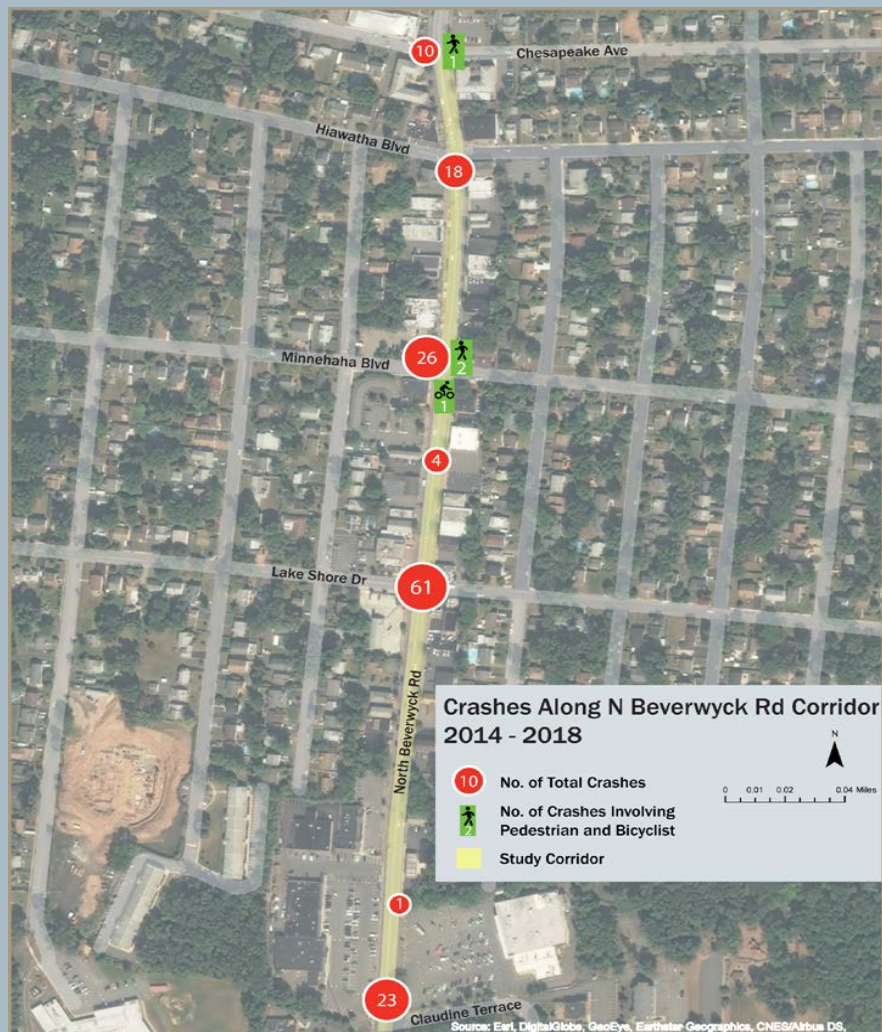 10
1
Chesapeake Ave
Hiawatha Blvd
18
Minnehaha Blvd
26
2
1
4
Lake Shore Dr
61
North Beverwyck Rd
Crashes Along N Beverwyck Rd Corridor
2014 - 2018
N
10 No. of Total Crashes
0 0.01 0.02 0.04 Miles
2 No. of Crashes Involving
Pedestrian and Bicyclist
Study Corridor
1
23
Claudine Terrace
Source: Esri, DigitalGlobe, GeoEye, Earthstar Geographics, CNES/Airbus DS,